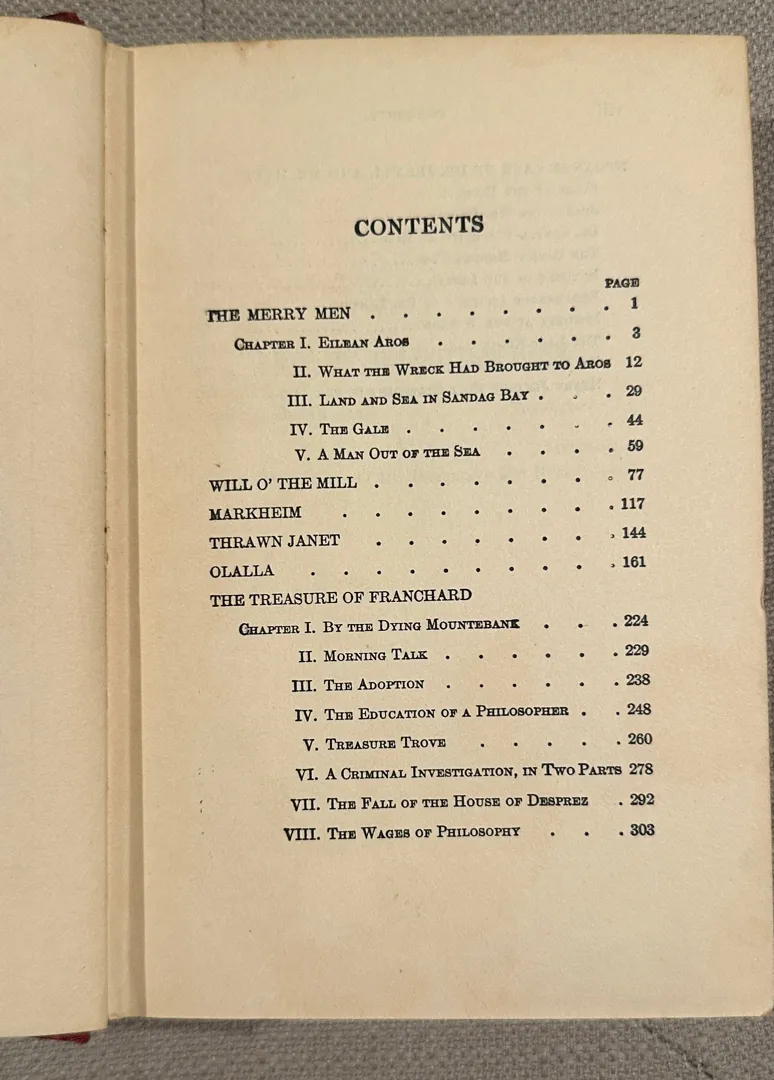 CONTENTS
PAGE
THE MERRY MEN . . . . . . . . 1
CHAPTER I. EILEAN AROS . . . . . . 3
II. WHAT THE WRECK HAD BROUGHT TO AROS 12
III. LAND AND SEA IN SANDAG BAY . . . 29
IV. THE GALE . . . . . . . 44
V. A MAN OUT OF THE SEA . . . . 59
WILL O' THE MILL . . . . . . . . 77
MARKHEIM . . . . . . . . . 117
THRAWN JANET . . . . . . . . 144
OLALLA . . . . . . . . . . 161
THE TREASURE OF FRANCHARD
CHAPTER I. BY THE DYING MOUNTEBANK . . . 224
II. MORNING TALK . . . . . . 229
III. THE ADOPTION . . . . . . 238
IV. THE EDUCATION OF A PHILOSOPHER . . 248
V. TREASURE TROVE . . . . . 260
VI. A CRIMINAL INVESTIGATION, IN TWO PARTS 278
VII. THE FALL OF THE HOUSE OF DESPREZ . 292
VIII. THE WAGES OF PHILOSOPHY . . . 303